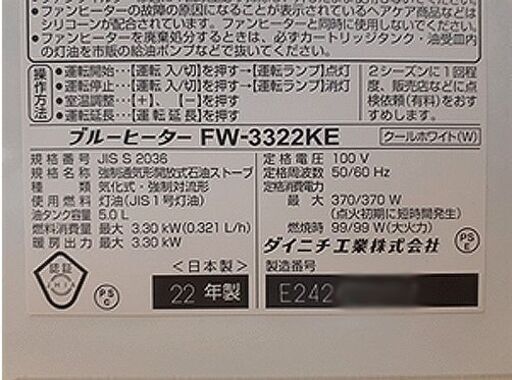 シリコーンが配合されています。ファンヒーターと同時に使用しないでください。
●ファンヒーターを廃棄処分するときは、必ずカートリッジタンク・油受皿内
の灯油を市販の給油ポンプなどで抜いてください。
操作方法
●運転開始…[運転 入/切]を押す→[運転ランプ]点灯
●運転停止…[運転 入/切]を押す→[運転ランプ]消灯
●室温調整…[＋]、[－]を押す
●運転延長…[運転延長]を押す
2シーズンに1回程
度、販売店などに点
検依頼(有料)をおす
すめします。
ブルーヒーター FW-3322KE
クールホワイト(W)
規格番号 JIS S 2036
規格名称 強制通気形開放式石油ストーブ
種類 気化式・強制対流形
使用燃料 灯油(JIS1号灯油)
油タンク容量 5.0 L
燃料消費量 最大 3.30 kW(0.321 L/h)
暖房出力 最大 3.30 kW
定格電圧 100 V
定格周波数 50/60 Hz
定格消費電力
最大 370/370 W
(点火初期に短時間発生)
燃焼時 99/99 W(大火力)
ダイニチ工業株式会社
PS
E
認証
JHIA
PS
C
＜日本製＞
22 年製
製造番号
E242